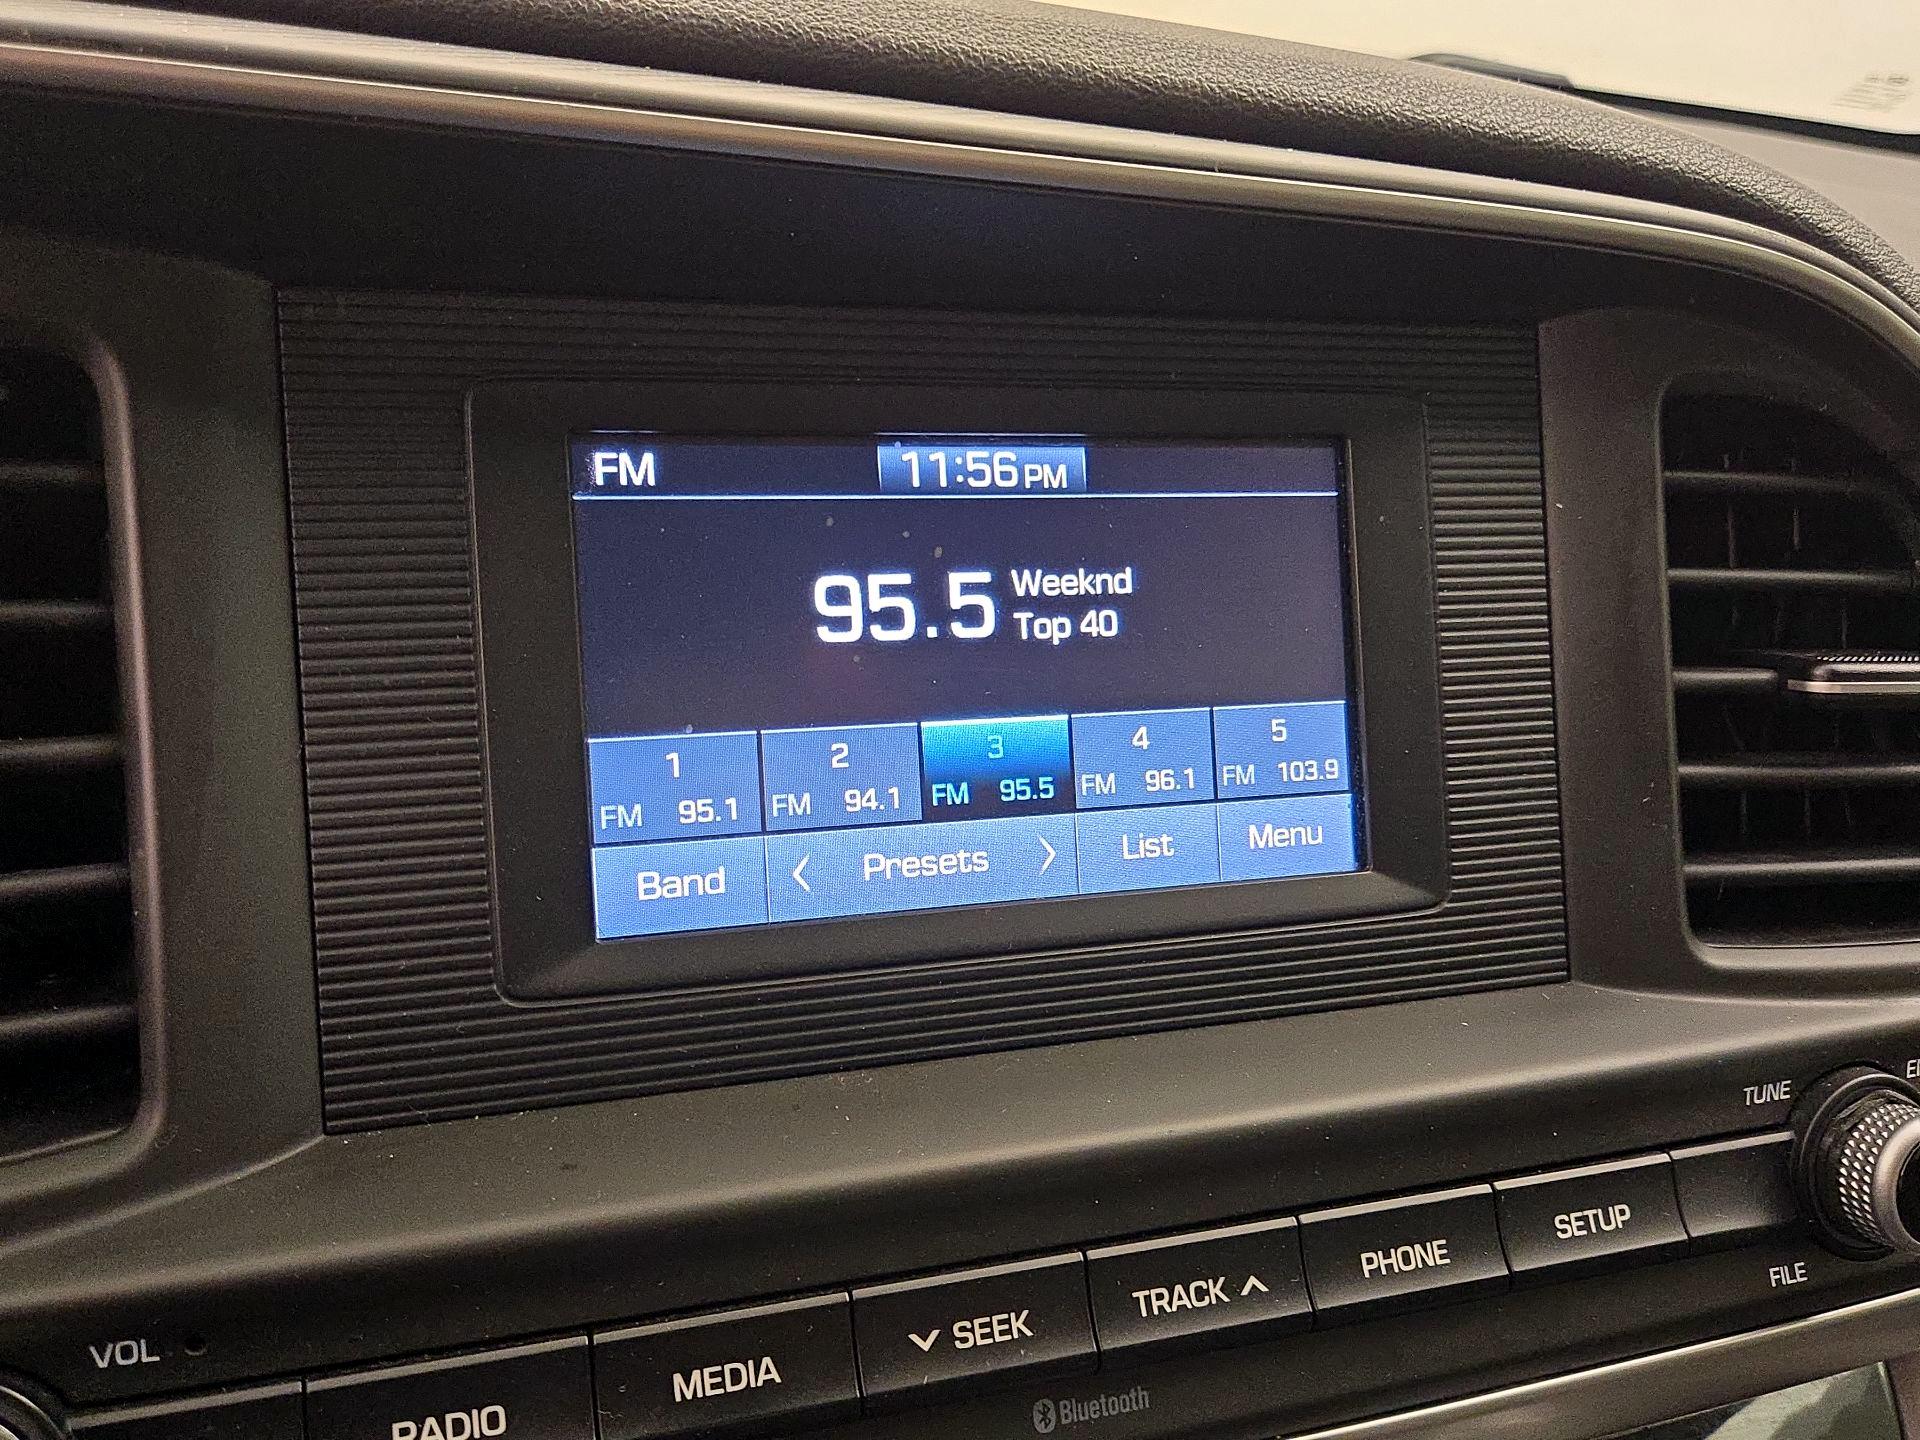 FM 11:56 PM
95.5 Weeknd
Top 40
1 2 3 4 5
FM 95.1 FM 94.1 FM 95.5 FM 96.1 FM 103.9
Band < Presets > List Menu
TUNE
FILE
VOL
RADIO MEDIA SEEK TRACK PHONE SETUP
Bluetooth